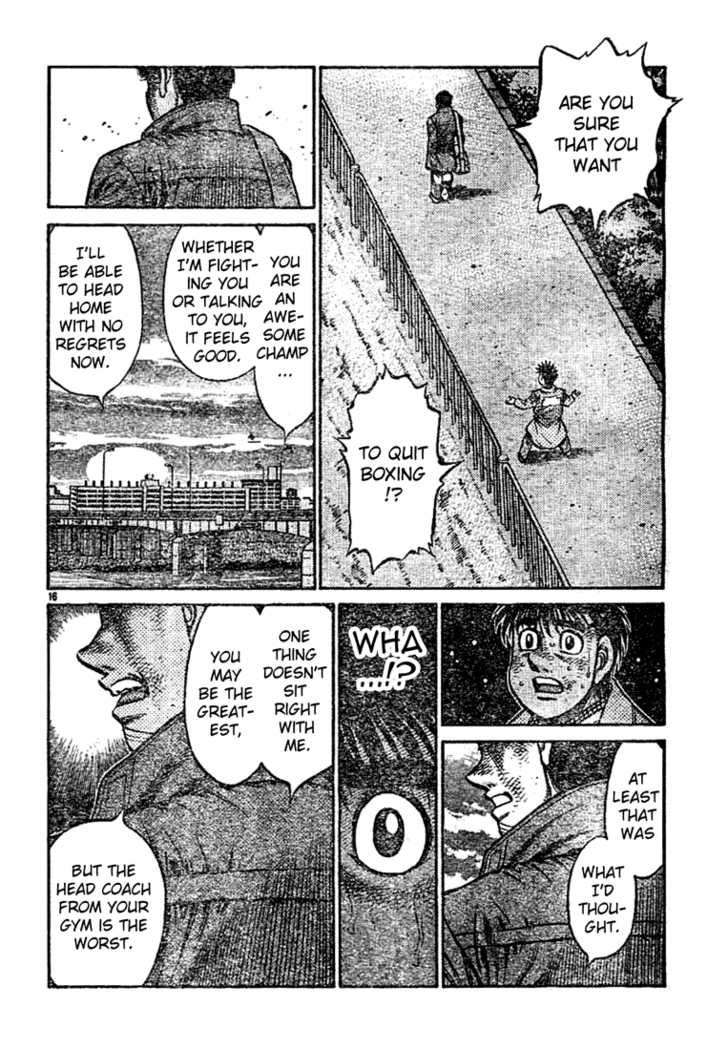 ARE YOU
SURE
THAT YOU
WANT
TO QUIT
BOXING
!?
YOU
ARE
AN
AWE-
SOME
CHAMP
...
WHETHER
I'M FIGHT-
ING YOU
OR TALKING
TO YOU,
IT FEELS
GOOD.
I'LL
BE ABLE
TO HEAD
HOME
WITH NO
REGRETS
NOW.
16
AT
LEAST
THAT
WAS
WHAT
I'D
THOU-
GHT.
WHA
....!?
ONE
THING
DOESN'T
SIT
RIGHT
WITH
ME.
YOU
MAY
BE THE
GREAT-
EST,
BUT THE
HEAD COACH
FROM YOUR
GYM IS THE
WORST.